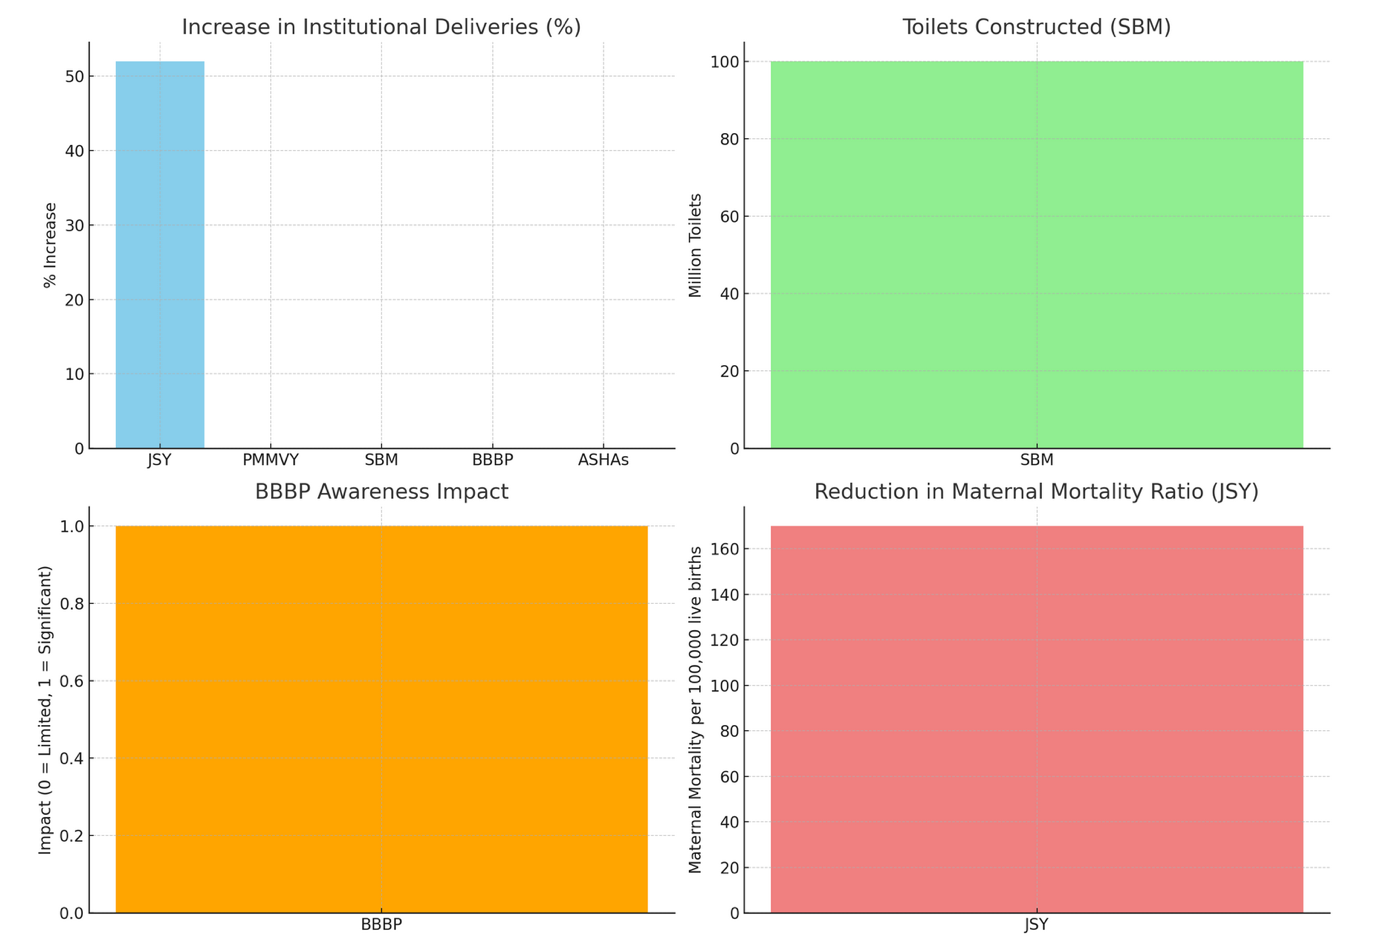 Increase in Institutional Deliveries (%)
% Increase
50
40
30
20
10
0
JSY PMMVY SBM BBBP ASHAs
Toilets Constructed (SBM)
Million Toilets
100
80
60
40
20
0
SBM
BBBP Awareness Impact
Impact (0 = Limited, 1 = Significant)
1.0
0.8
0.6
0.4
0.2
0.0
BBBP
Reduction in Maternal Mortality Ratio (JSY)
Maternal Mortality per 100,000 live births
160
140
120
100
80
60
40
20
0
JSY